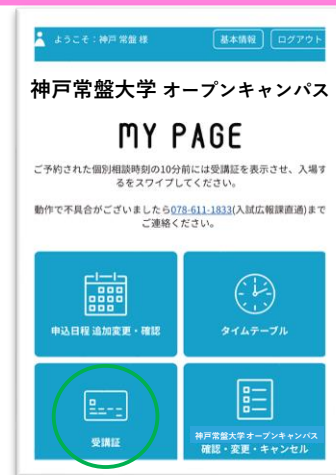 ようこそ：神戸 常盤 様 基本情報 ログアウト
神戸常盤大学 オープンキャンパス
MY PAGE
ご予約された個別相談時刻の10分前には受講証を表示させ、入場す
るをスワイプしてください。
動作で不具合がございましたら078-611-1833(入試広報課直通)まで
ご連絡ください。
申込日程 追加変更・確認 タイムテーブル
受講証
神戸常盤大学オープンキャンパス
確認・変更・キャンセル